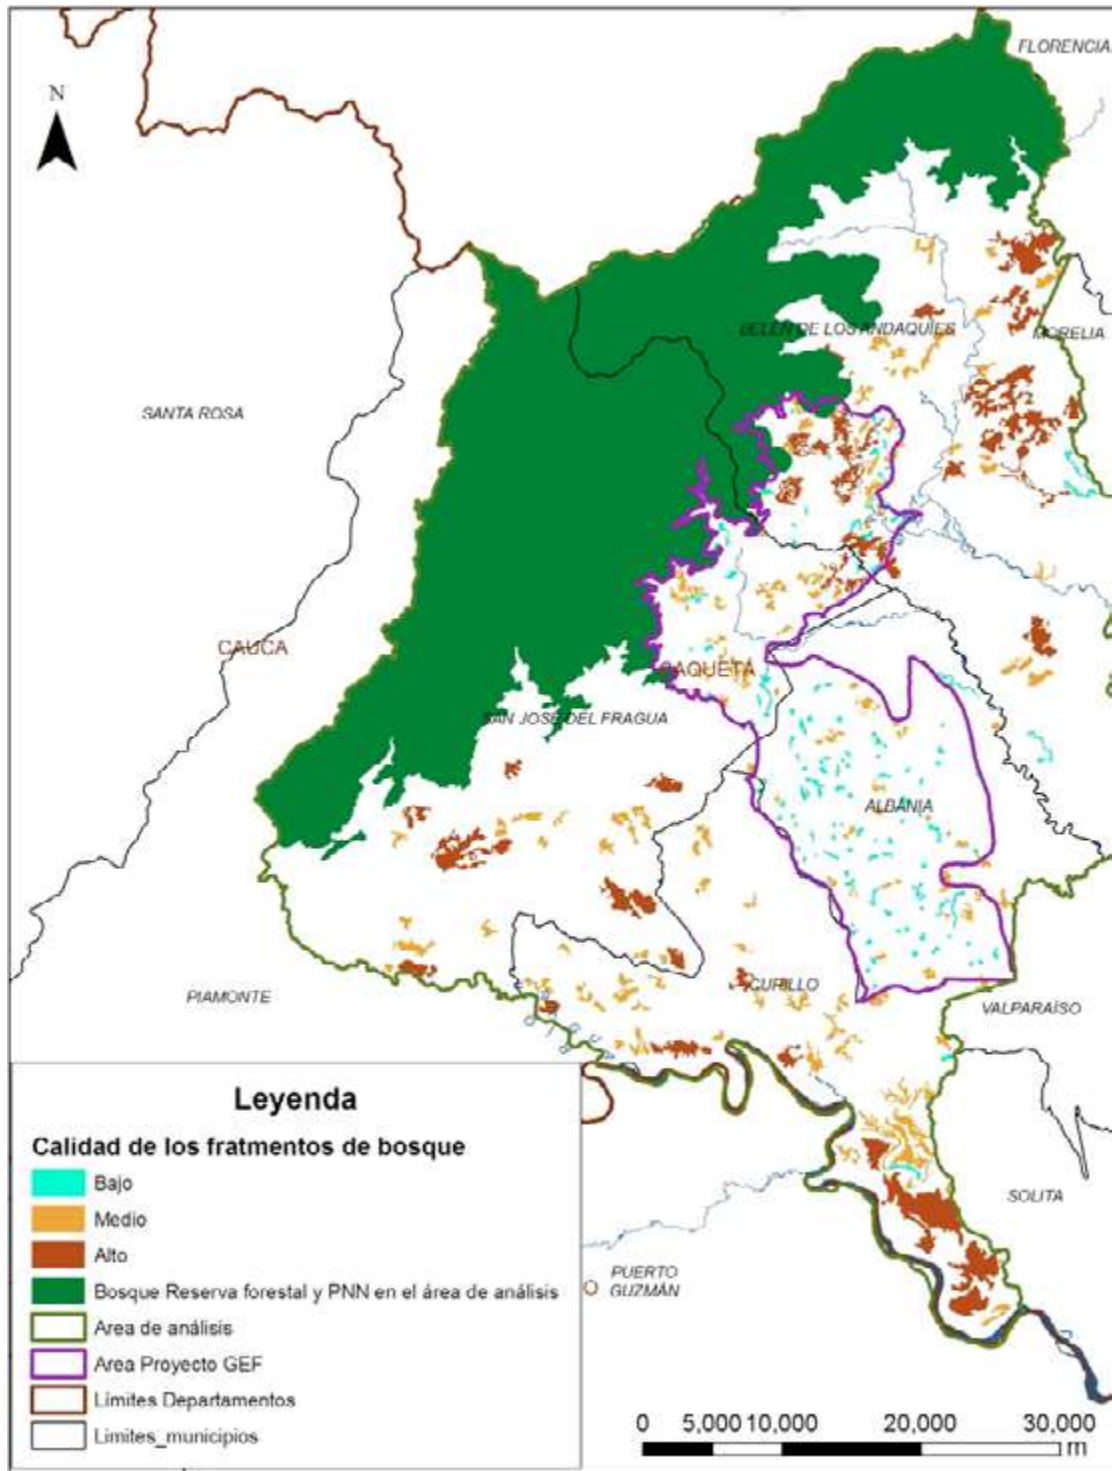 FLORENCIA
N
BELÉN DE LOS ANDAQUÍES
MORELIA
SANTA ROSA
CAUCA
CAQUETÁ
SAN JOSÉ DEL FRAGUA
ALBANIA
PIAMONTE
CURILLO
VALPARAÍSO
SOLITA
PUERTO
GUZMÁN
Leyenda
Calidad de los fratmentos de bosque
Bajo
Medio
Alto
Bosque Reserva forestal y PNN en el área de análisis
Area de análisis
Area Proyecto GEF
Limites Departamentos
Limites_municipios
0 5,000 10,000 20,000 30,000
m